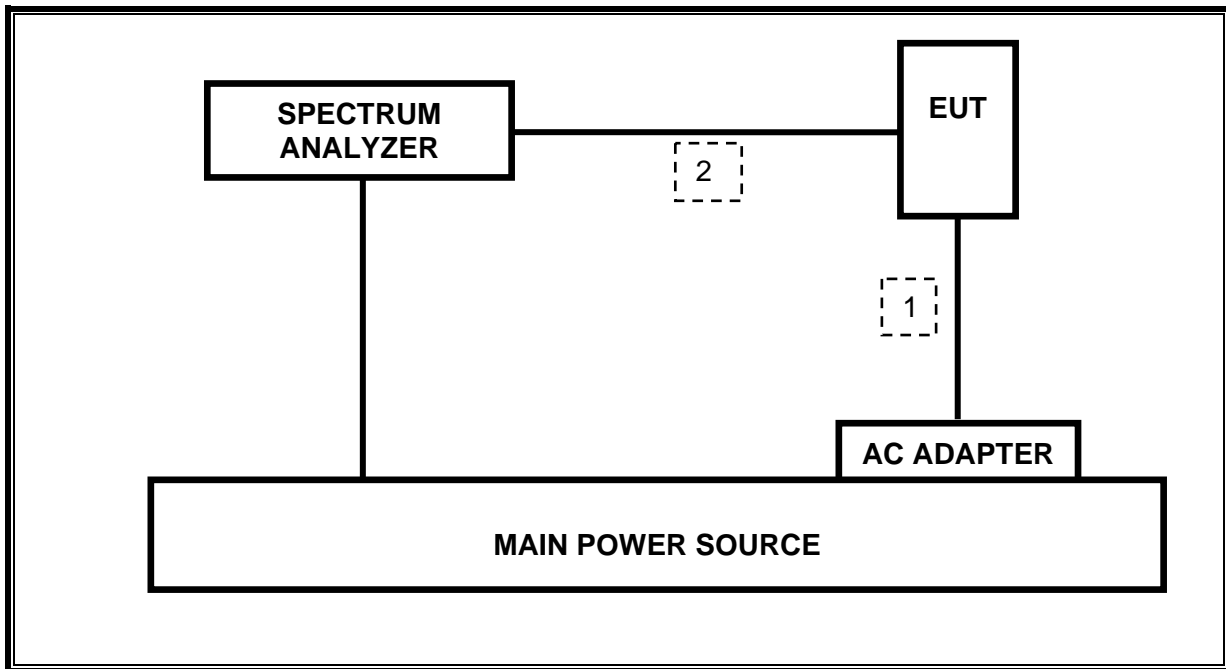 SPECTRUM
ANALYZER
EUT
2
1
AC ADAPTER
MAIN POWER SOURCE